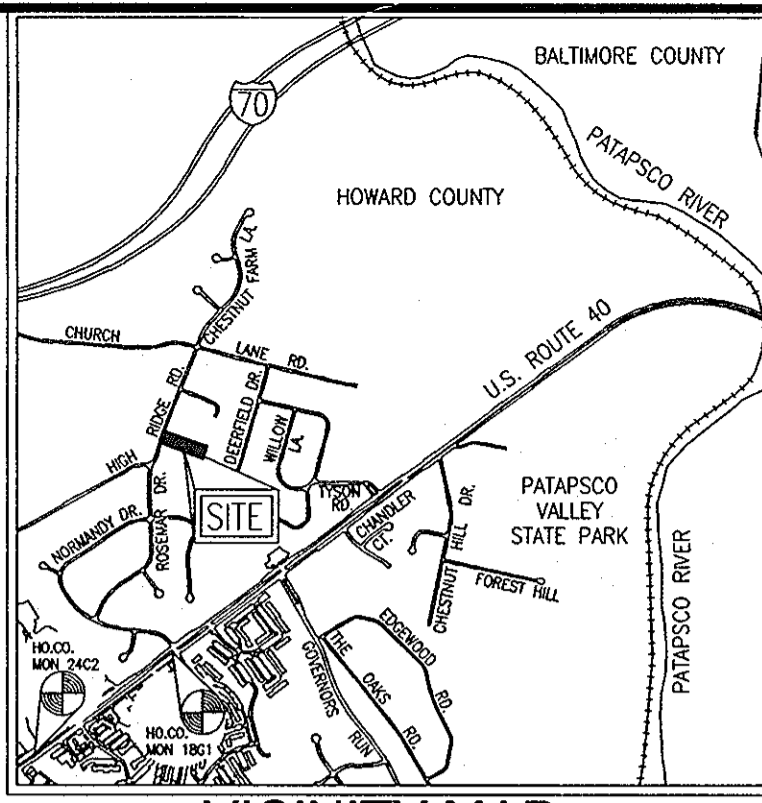 BALTIMORE COUNTY
70
PATAPSCO RIVER
HOWARD COUNTY
CHESTNUT FARM LA.
CHURCH LANE RD.
U.S. ROUTE 40
RIDGE RD.
DEERFIELD DR.
WILLOW LA.
HIGH
TYSON RD.
CHANDLER CT.
PATAPSCO
VALLEY
STATE PARK
SITE
NORMANDY DR.
ROSEMAR DR.
CHESTNUT HILL DR.
FOREST HILL
PATAPSCO RIVER
EDGEWOOD RD.
THE OAKS RD.
GOVERNORS RUN
HO.CO.
MON 24C2
HO.CO.
MON 18G1